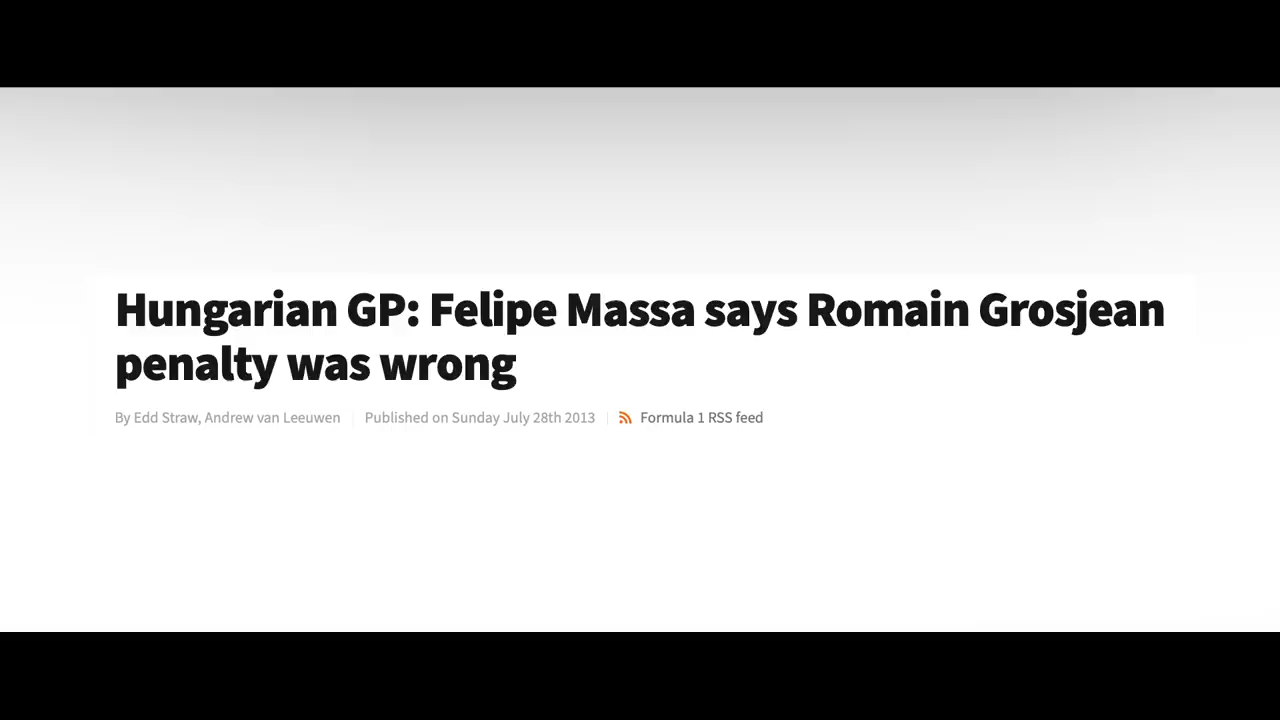 Hungarian GP: Felipe Massa says Romain Grosjean
penalty was wrong
By Edd Straw, Andrew van Leeuwen | Published on Sunday July 28th 2013 | Formula 1 RSS feed